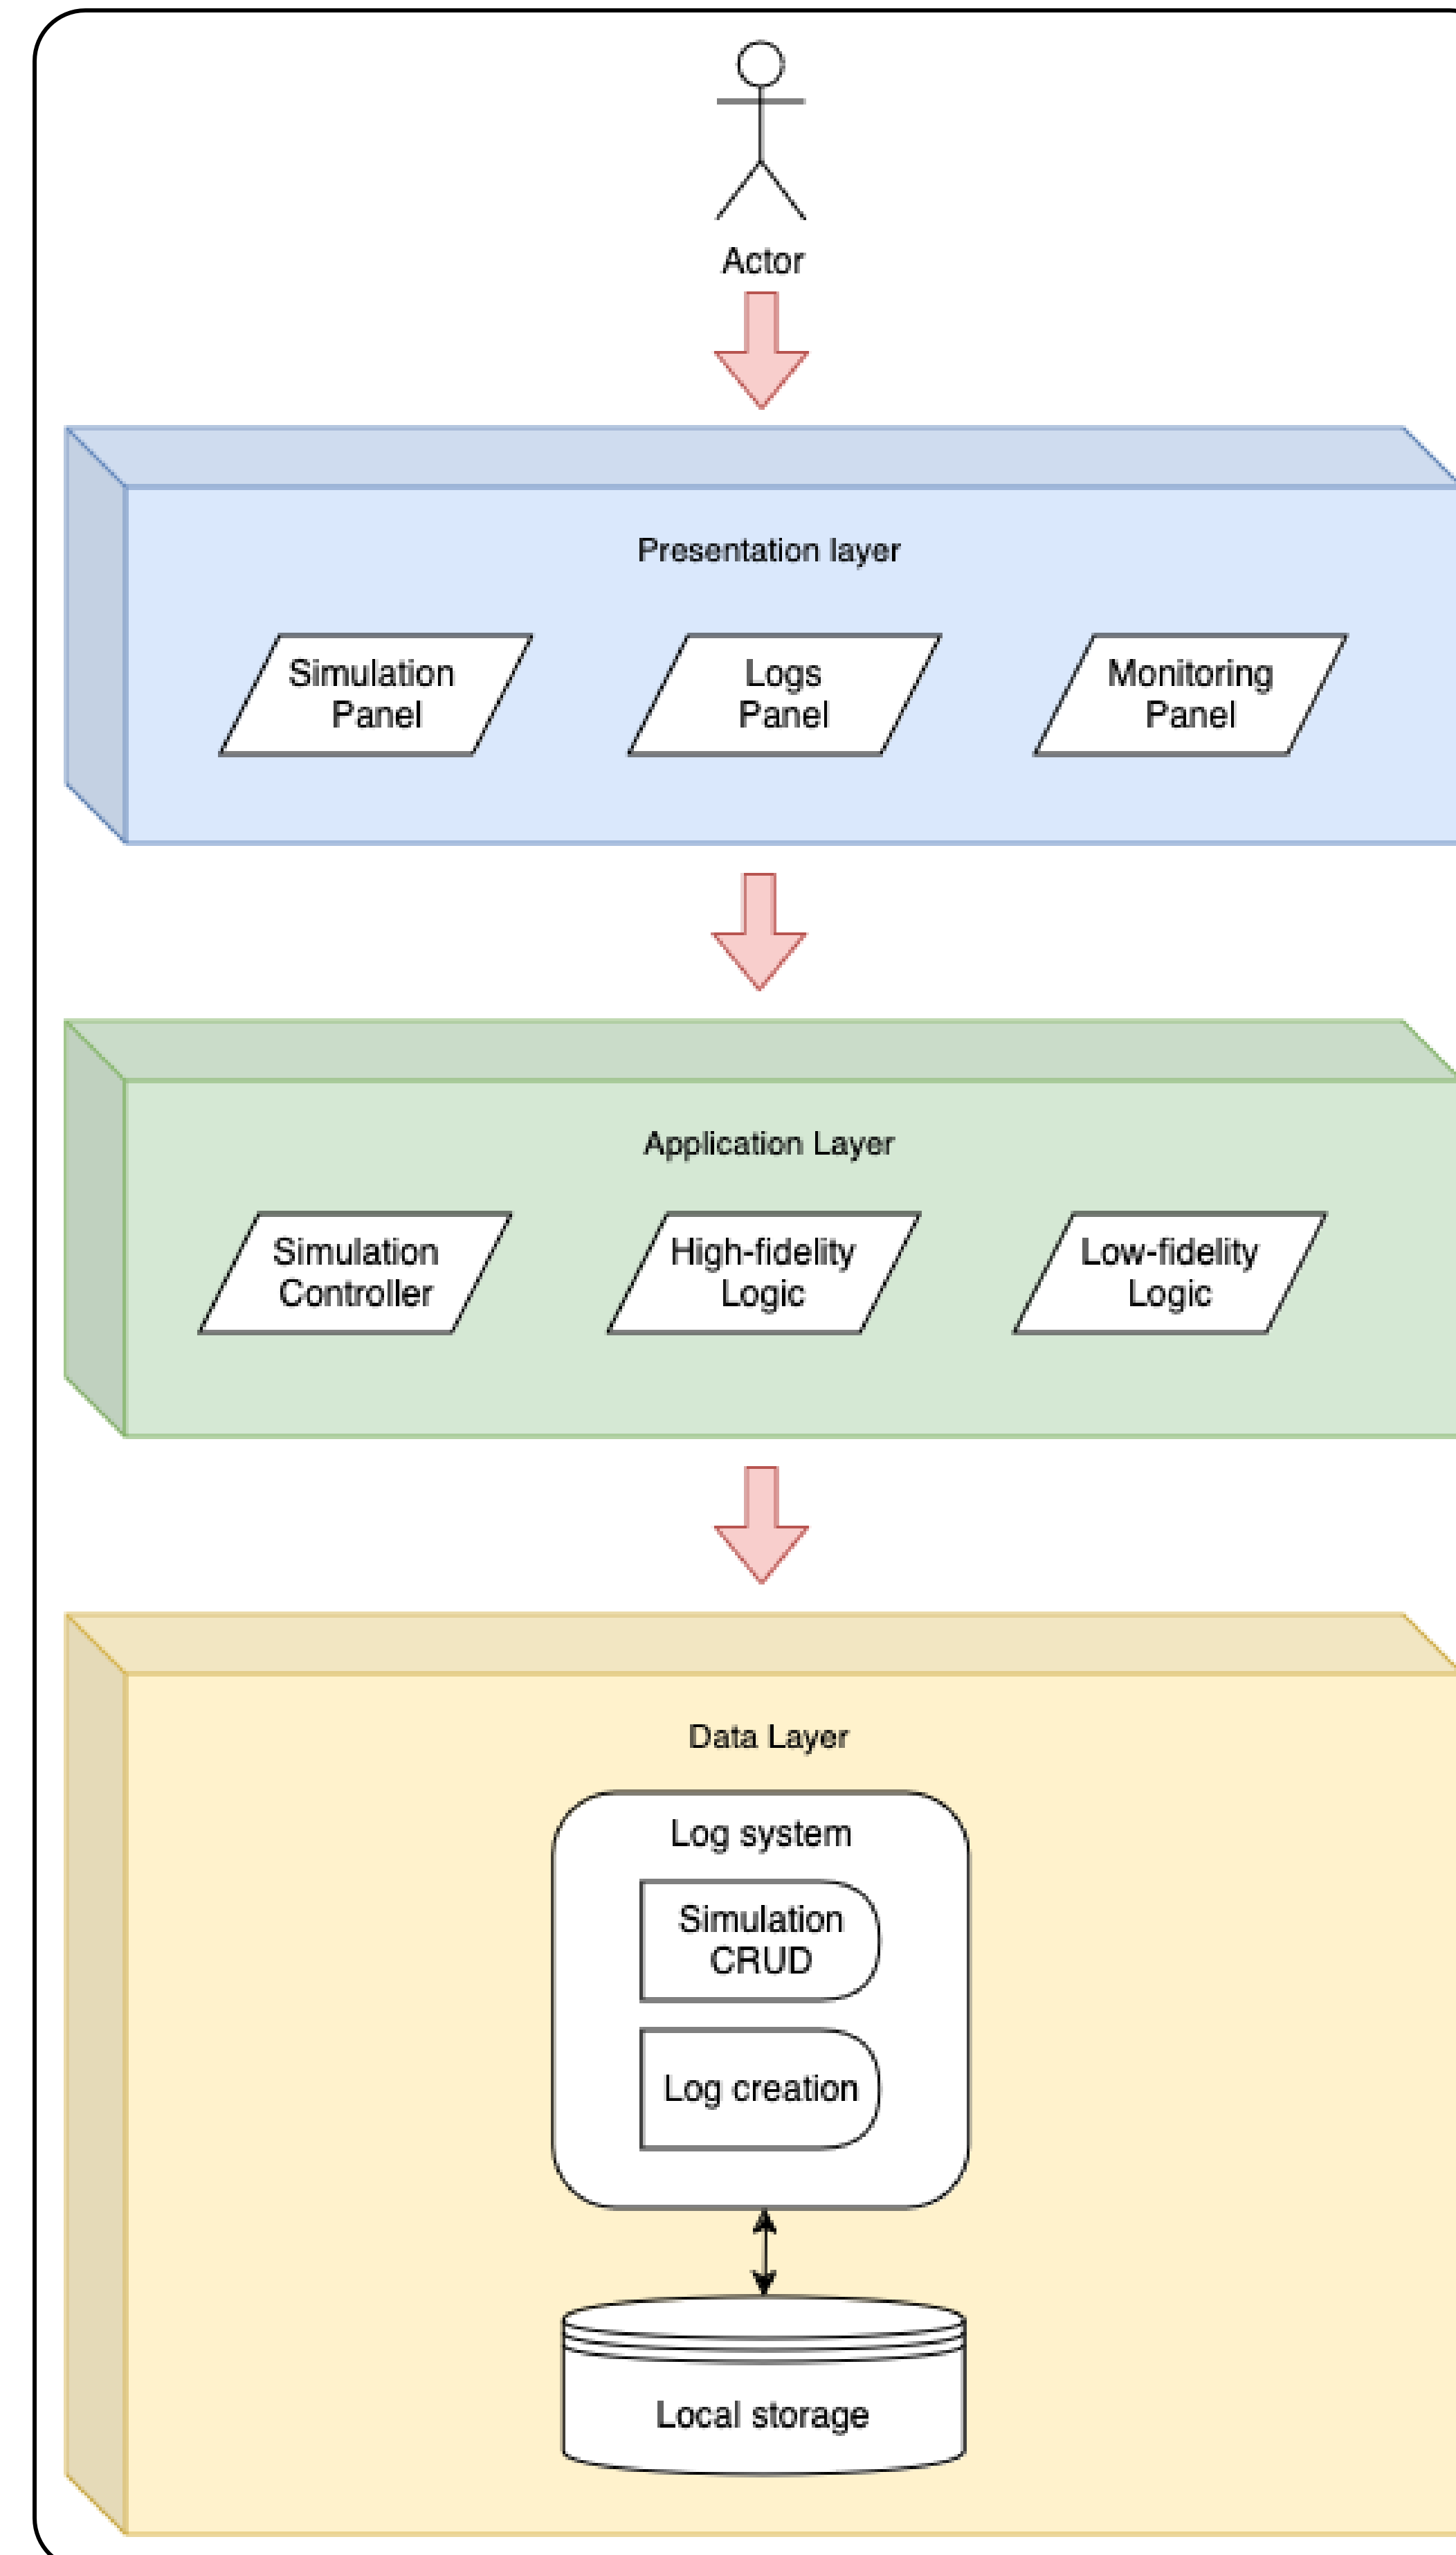 Actor
Presentation layer
Simulation
Panel
Logs
Panel
Monitoring
Panel
Application Layer
Simulation
Controller
High-fidelity
Logic
Low-fidelity
Logic
Data Layer
Log system
Simulation
CRUD
Log creation
Local storage